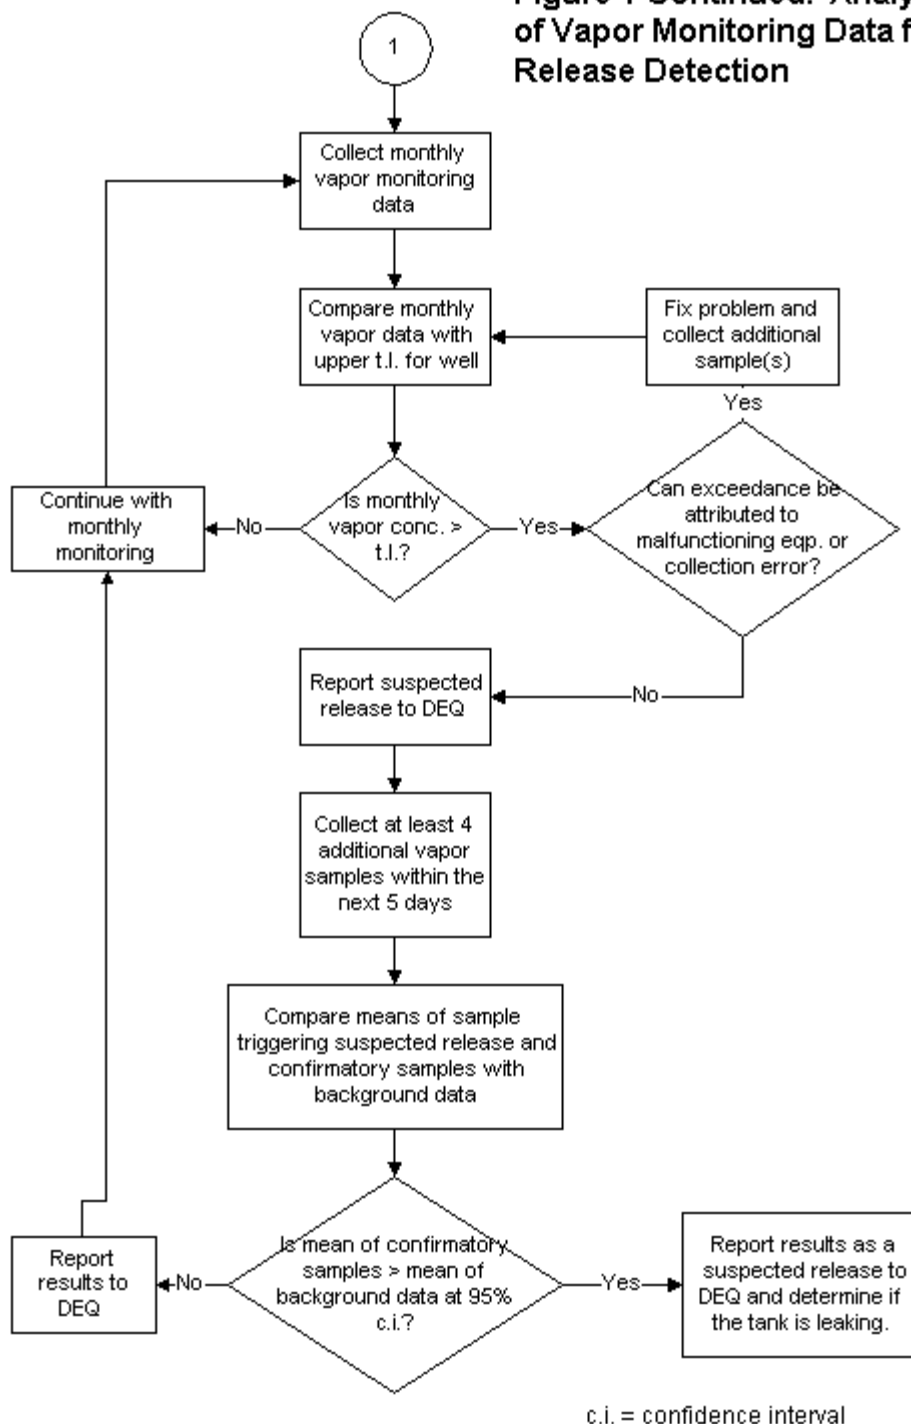 of Vapor Monitoring Data
Release Detection
1
Collect monthly
vapor monitoring
data
Compare monthly
vapor data with
upper t.l. for well
Fix problem and
collect additional
sample(s)
Yes
Is monthly
vapor conc. >
t.l.?
No
Yes
Continue with
monthly
monitoring
Can exceedance be
attributed to
malfunctioning eqp. or
collection error?
No
Report suspected
release to DEQ
Collect at least 4
additional vapor
samples within the
next 5 days
Compare means of sample
triggering suspected release and
confirmatory samples with
background data
Is mean of confirmatory
samples > mean of
background data at 95%
c.i.?
No
Report
results to
DEQ
Yes
Report results as a
suspected release to
DEQ and determine if
the tank is leaking.
c.i. = confidence interval